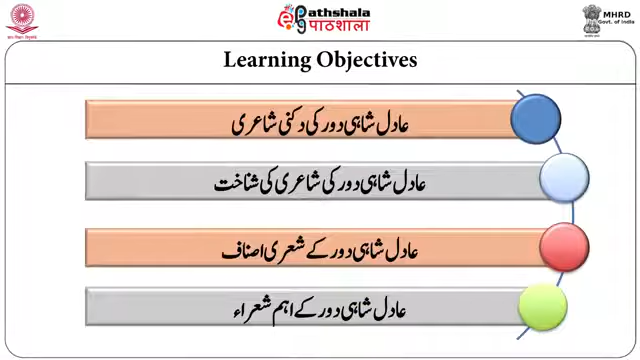 Pathshala
पाठशाला
MHRD
Govt. of India
Learning Objectives
عادل شاہی دور کی دکنی شاعری
عادل شاہی دور کی شاعری کی شناخت
عادل شاہی دور کے شعری اصناف
عادل شاہی دور کے اہم شعراء